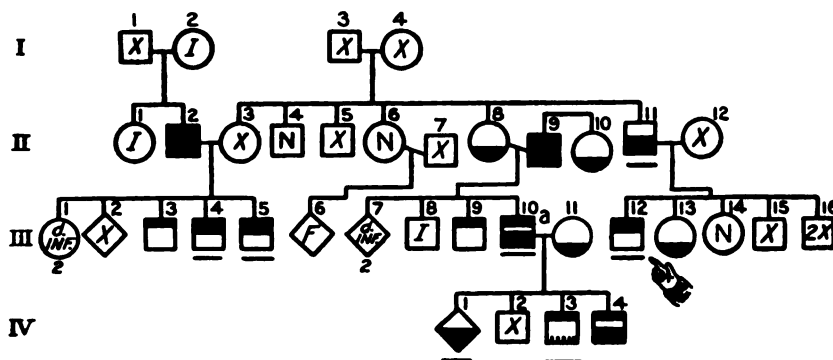 1 2 3 4
I X I X X
1 2 3 4 5 6 7 8 9 10 11 12
II I X N X N X X
1 2 3 4 5 6 7 8 9 10 a 11 12 13 14 15 16
III d. INF. X F d. INF. I N X 2X
2 2
1 2 3 4
IV X